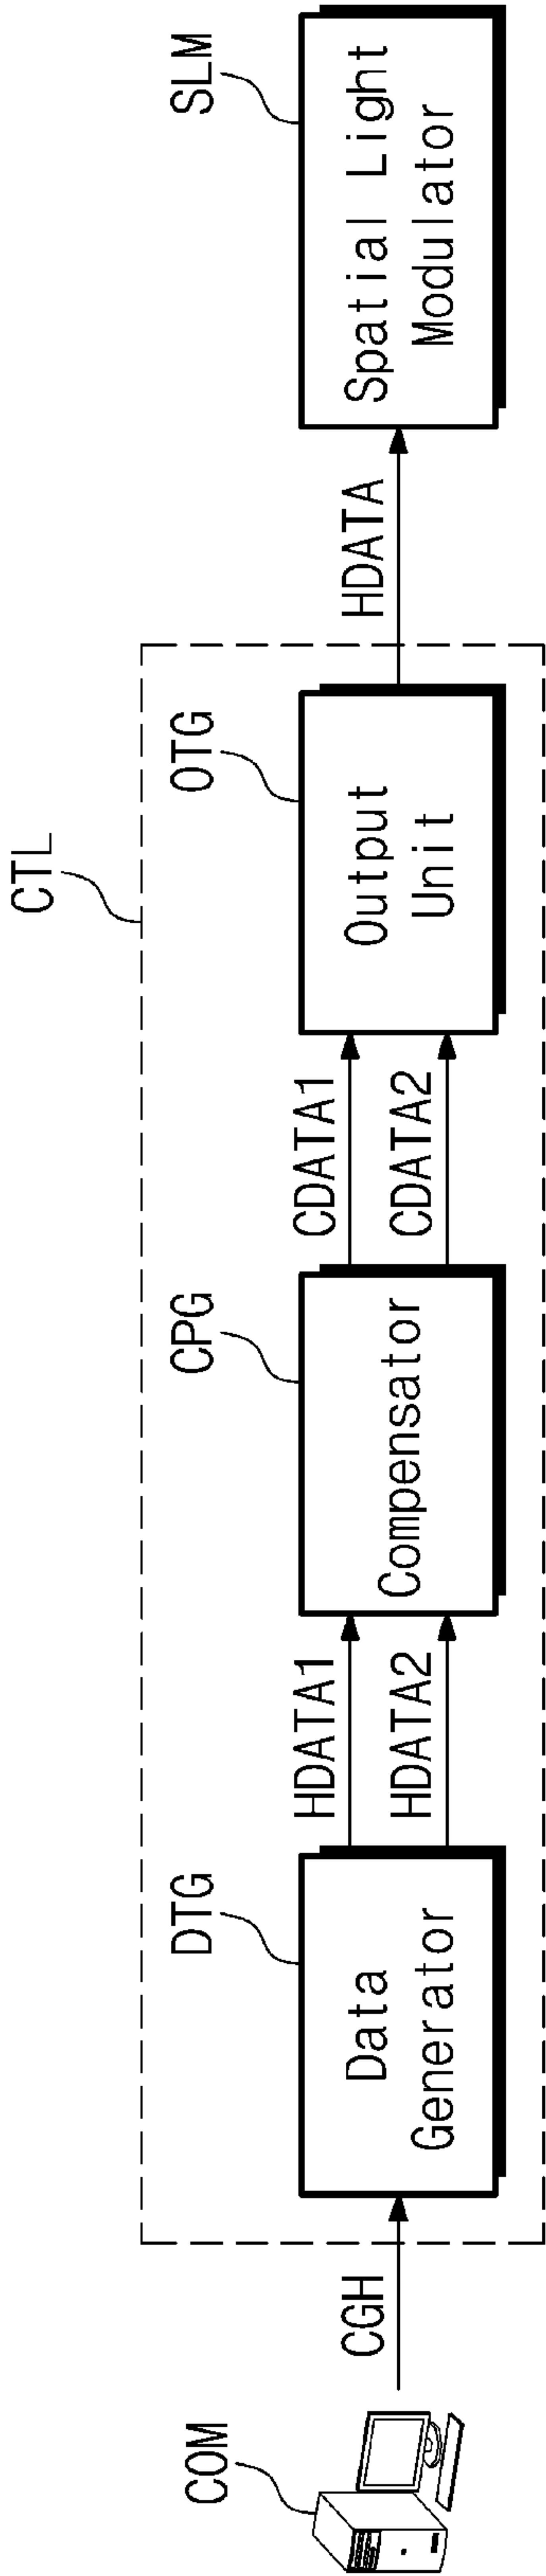 CTL
COM
DTG
CPG
OTG
SLM
CGH
Data
Generator
HDATA1
HDATA2
Compensator
CDATA1
CDATA2
Output
Unit
HDATA
Spatial Light
Modulator